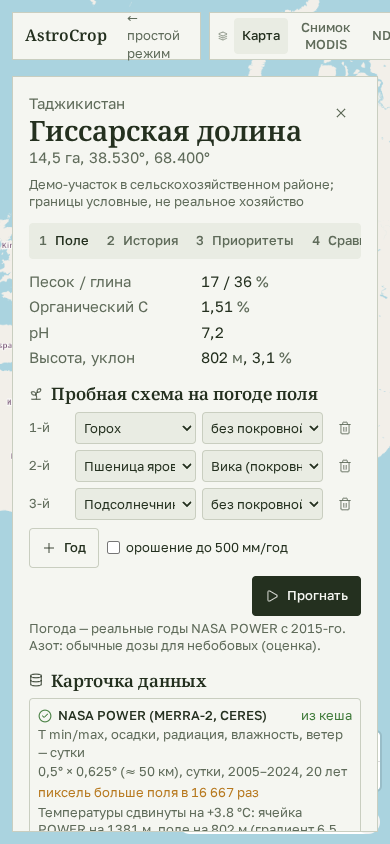 AstroCrop
← простой режим
Карта
Снимок MODIS
ND
Таджикистан
Гиссарская долина
14,5 га, 38.530°, 68.400°
Демо-участок в сельскохозяйственном районе;
границы условные, не реальное хозяйство
1 Поле 2 История 3 Приоритеты 4 Срав
Песок / глина 17 / 36 %
Органический С 1,51 %
pH 7,2
Высота, уклон 802 м, 3,1 %
Пробная схема на погоде поля
1-й Горох без покровной
2-й Пшеница яров Вика (покровн
3-й Подсолнечник без покровной
Год орошение до 500 мм/год
Прогнать
Погода — реальные годы NASA POWER с 2015-го.
Азот: обычные дозы для небобовых (оценка).
Карточка данных
NASA POWER (MERRA-2, CERES) из кеша
T min/max, осадки, радиация, влажность, ветер
— сутки
0,5° × 0,625° (≈ 50 км), сутки, 2005–2024, 20 лет
пиксель больше поля в 16 667 раз
Температуры сдвинуты на +3.8 °C: ячейка
POWER на 1381 м, поле на 802 м (градиент 6.5